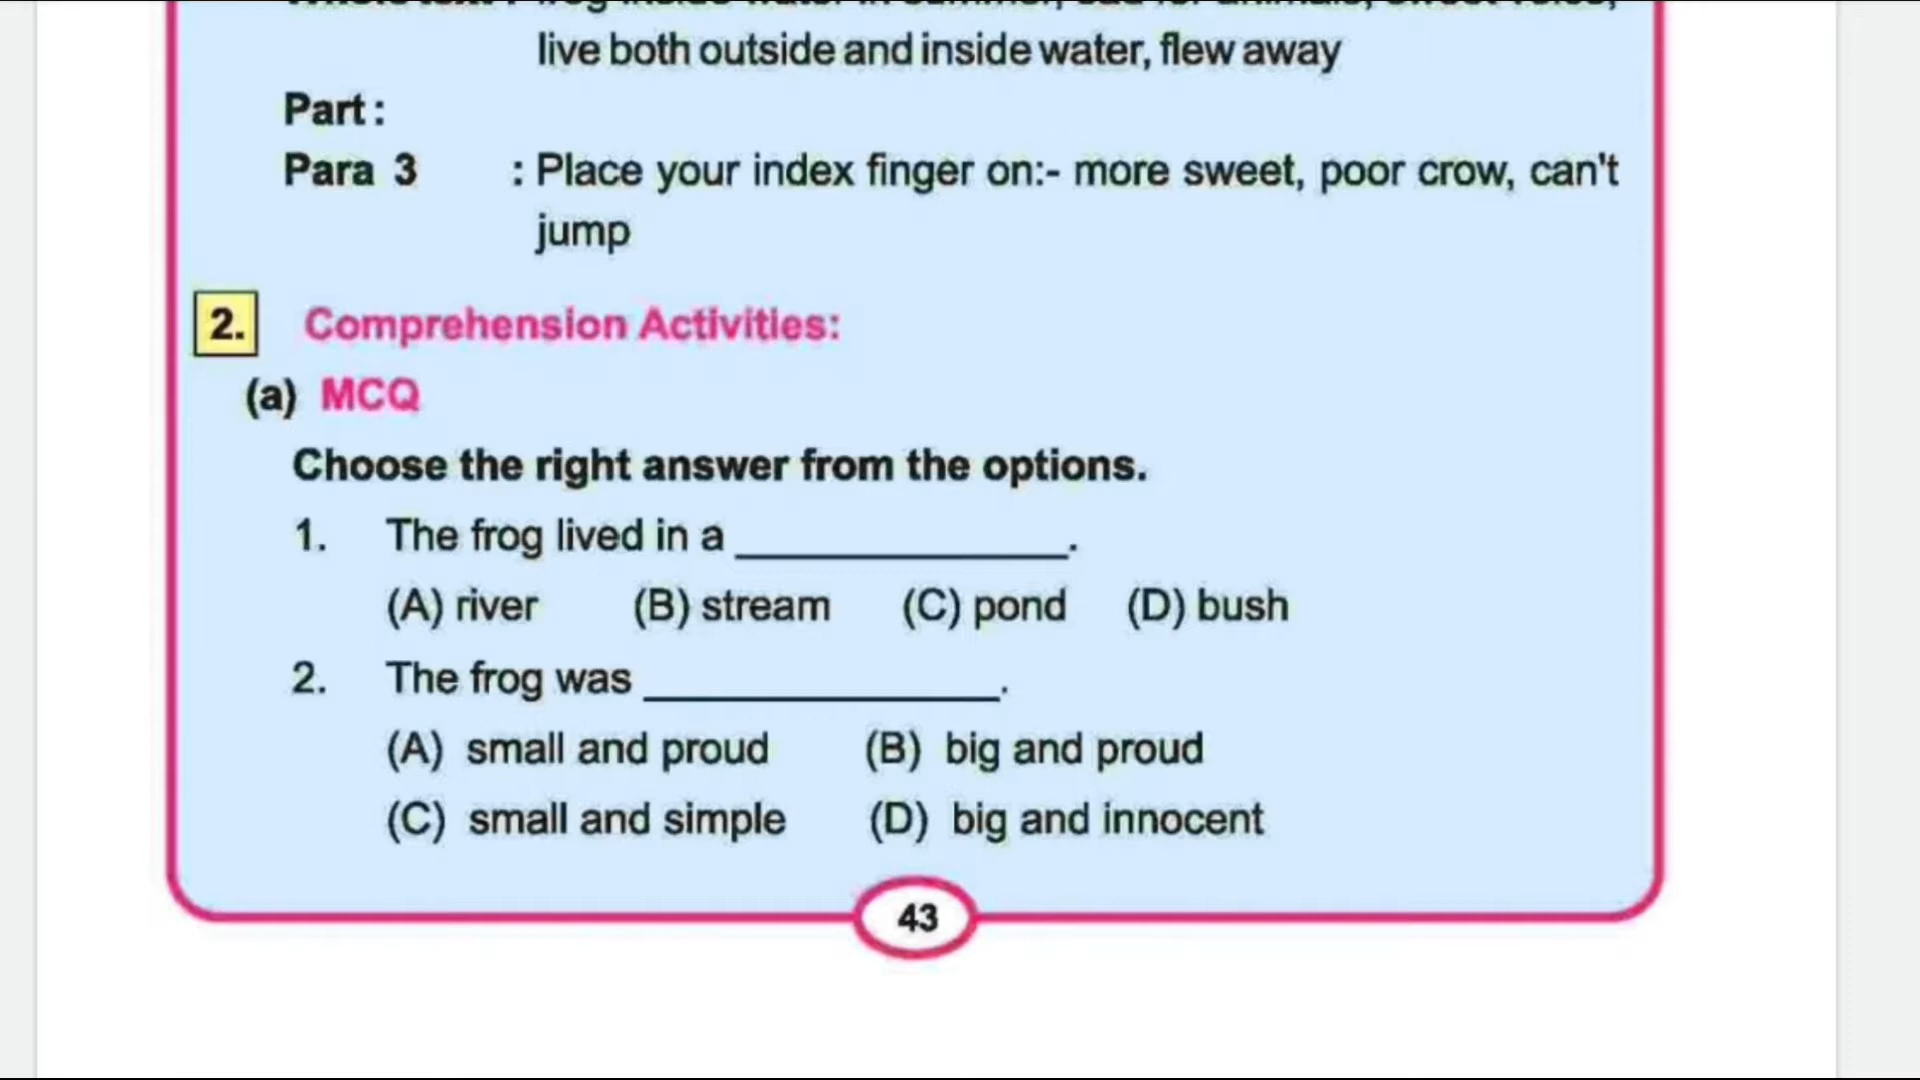 live both outside and inside water, flew away
Part :
Para 3 : Place your index finger on:- more sweet, poor crow, can't
jump
2. Comprehension Activities:
(a) MCQ
Choose the right answer from the options.
1. The frog lived in a ____________.
(A) river (B) stream (C) pond (D) bush
2. The frog was ____________.
(A) small and proud (B) big and proud
(C) small and simple (D) big and innocent
43